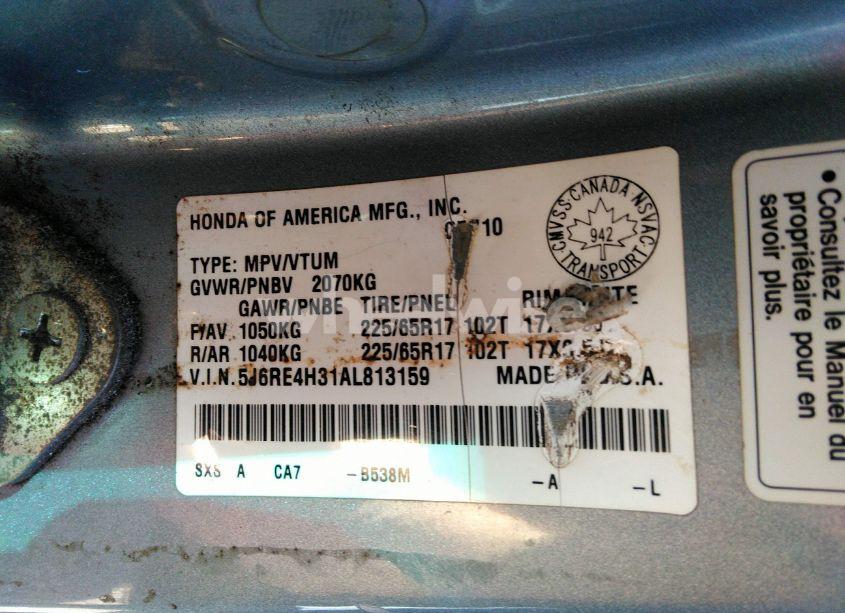 HONDA OF AMERICA MFG., INC.
10
CMVSS·CANADA·NSVAC
942
TRANSPORT
TYPE: MPV/VTUM
GVWR/PNBV 2070KG
GAWR/PNBE TIRE/PNEU RIM
F/AV 1050KG 225/65R17 102T
R/AR 1040KG 225/65R17 102T
V.I.N.5J6RE4H31AL813159 MADE U.S.A.
SXS A CA7 -B538M -A -L
• Consultez le Manuel du
propriétaire pour en
savoir plus.